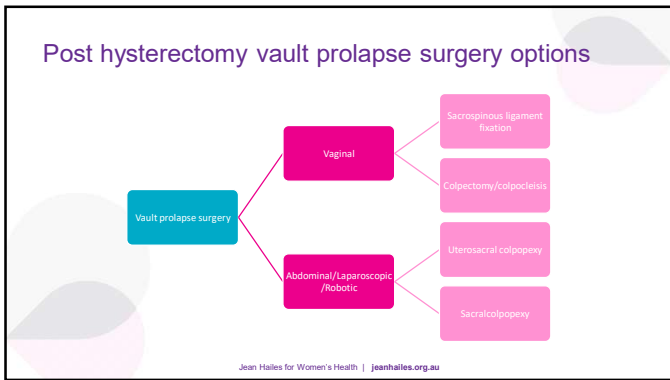 Post hysterectomy vault prolapse surgery options
Vault prolapse surgery
Vaginal
Abdominal/Laparoscopic
/Robotic
Sacrospinous ligament
fixation
Colpectomy/colpocleisis
Uterosacral colpopexy
Sacralcolpopexy
Jean Hailes for Women's Health | jeanhailes.org.au